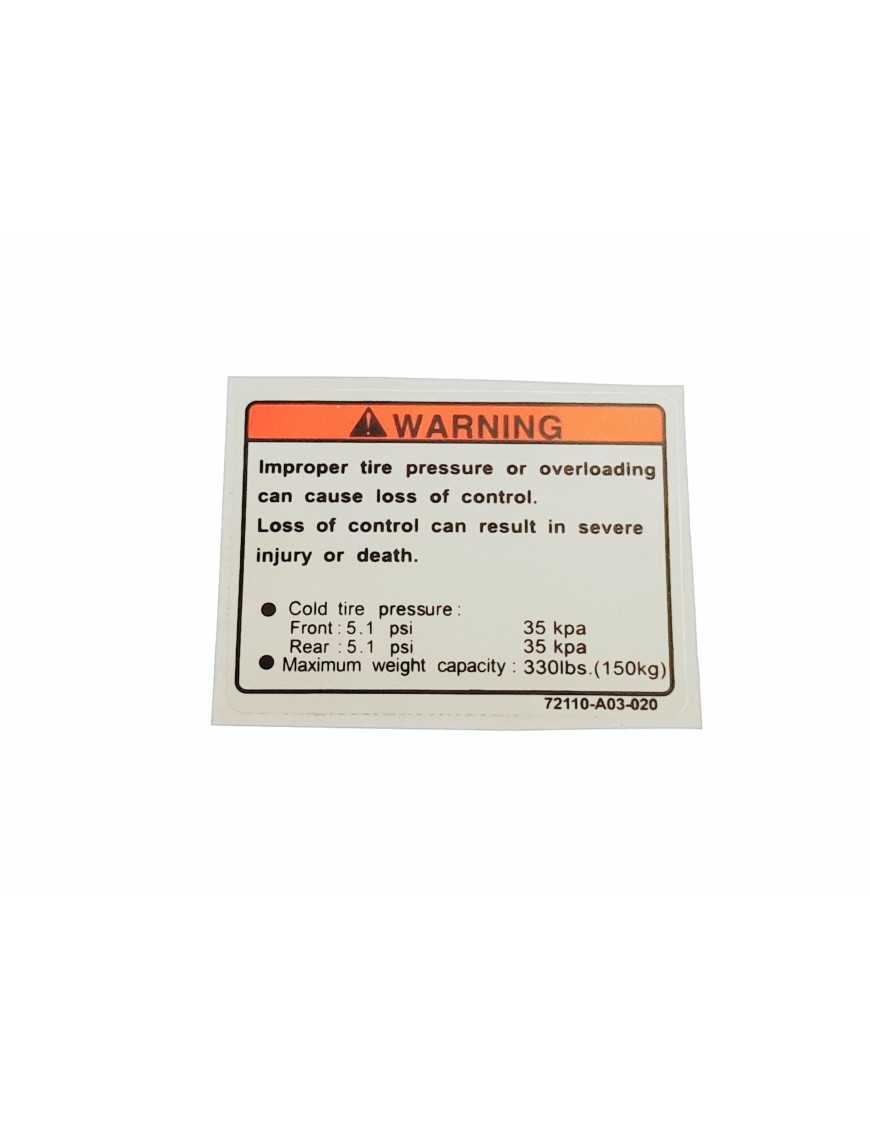 ⚠ WARNING
Improper tire pressure or overloading
can cause loss of control.
Loss of control can result in severe
injury or death.
● Cold tire pressure :
Front : 5.1 psi 35 kpa
Rear : 5.1 psi 35 kpa
● Maximum weight capacity : 330lbs.(150kg)
72110-A03-020